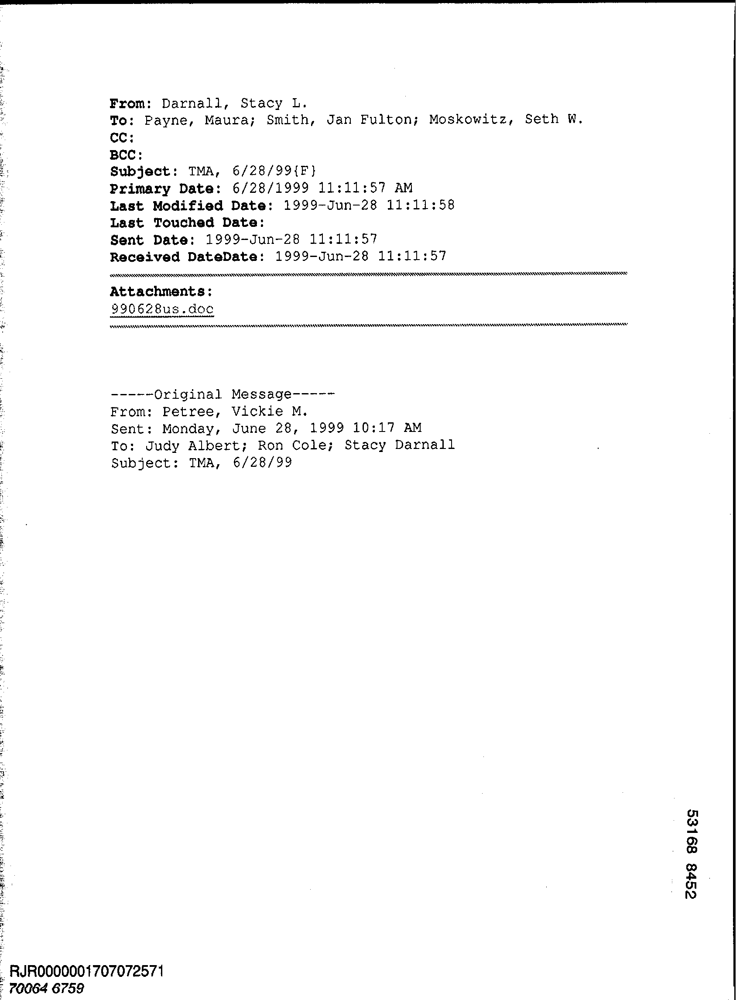 From: Darnall, Stacy L.
To: Payne, Maura; Smith, Jan Fulton; Moskowitz, Seth W.
CC:
BCC:
Subject: TMA, 6/28/99{F}
Primary Date: 6/28/1999 11:11:57 AM
Last Modified Date: 1999-Jun-28 11:11:58
Last Touched Date:
Sent Date: 1999-Jun-28 11:11:57
Received DateDate: 1999-Jun-28 11:11:57
Attachments:
990628us.doc
-----Original Message-----
From: Petree, Vickie M.
Sent: Monday, June 28, 1999 10:17 AM
To: Judy Albert; Ron Cole; Stacy Darnall
Subject: TMA, 6/28/99
53168 8452
RJR0000001707072571
70064 6759